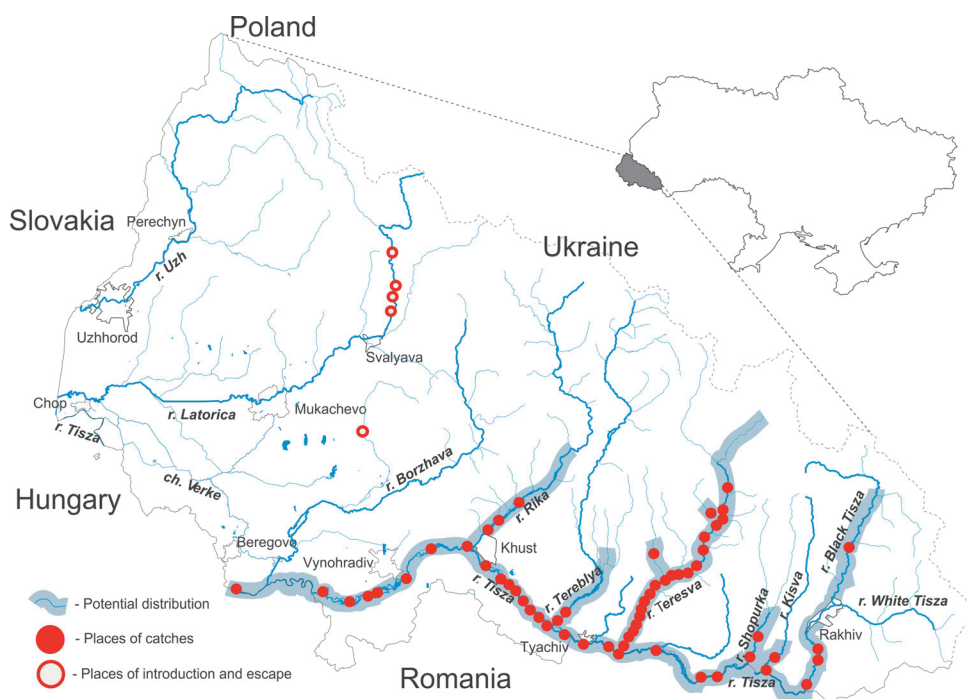 Poland
Slovakia
Perechyn
r. Uzh
Ukraine
Uzhhorod
Svalyava
Chop
r. Latorica
Mukachevo
r. Tisza
r. Borzhava
ch. Verke
Hungary
r. Rika
Beregovo
Vynohradiv
Khust
r. Black Tisza
r. Tisza
r. Tereblya
r. Teresva
r. Kisva
r. Shopurka
r. White Tisza
Rakhiv
Tyachiv
r. Tisza
Romania
- Potential distribution
- Places of catches
- Places of introduction and escape